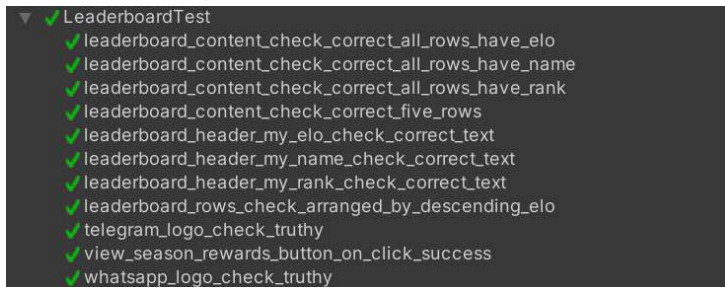 LeaderboardTest
leaderboard_content_check_correct_all_rows_have_elo
leaderboard_content_check_correct_all_rows_have_name
leaderboard_content_check_correct_all_rows_have_rank
leaderboard_content_check_correct_five_rows
leaderboard_header_my_elo_check_correct_text
leaderboard_header_my_name_check_correct_text
leaderboard_header_my_rank_check_correct_text
leaderboard_rows_check_arranged_by_descending_elo
telegram_logo_check_truthy
view_season_rewards_button_on_click_success
whatsapp_logo_check_truthy